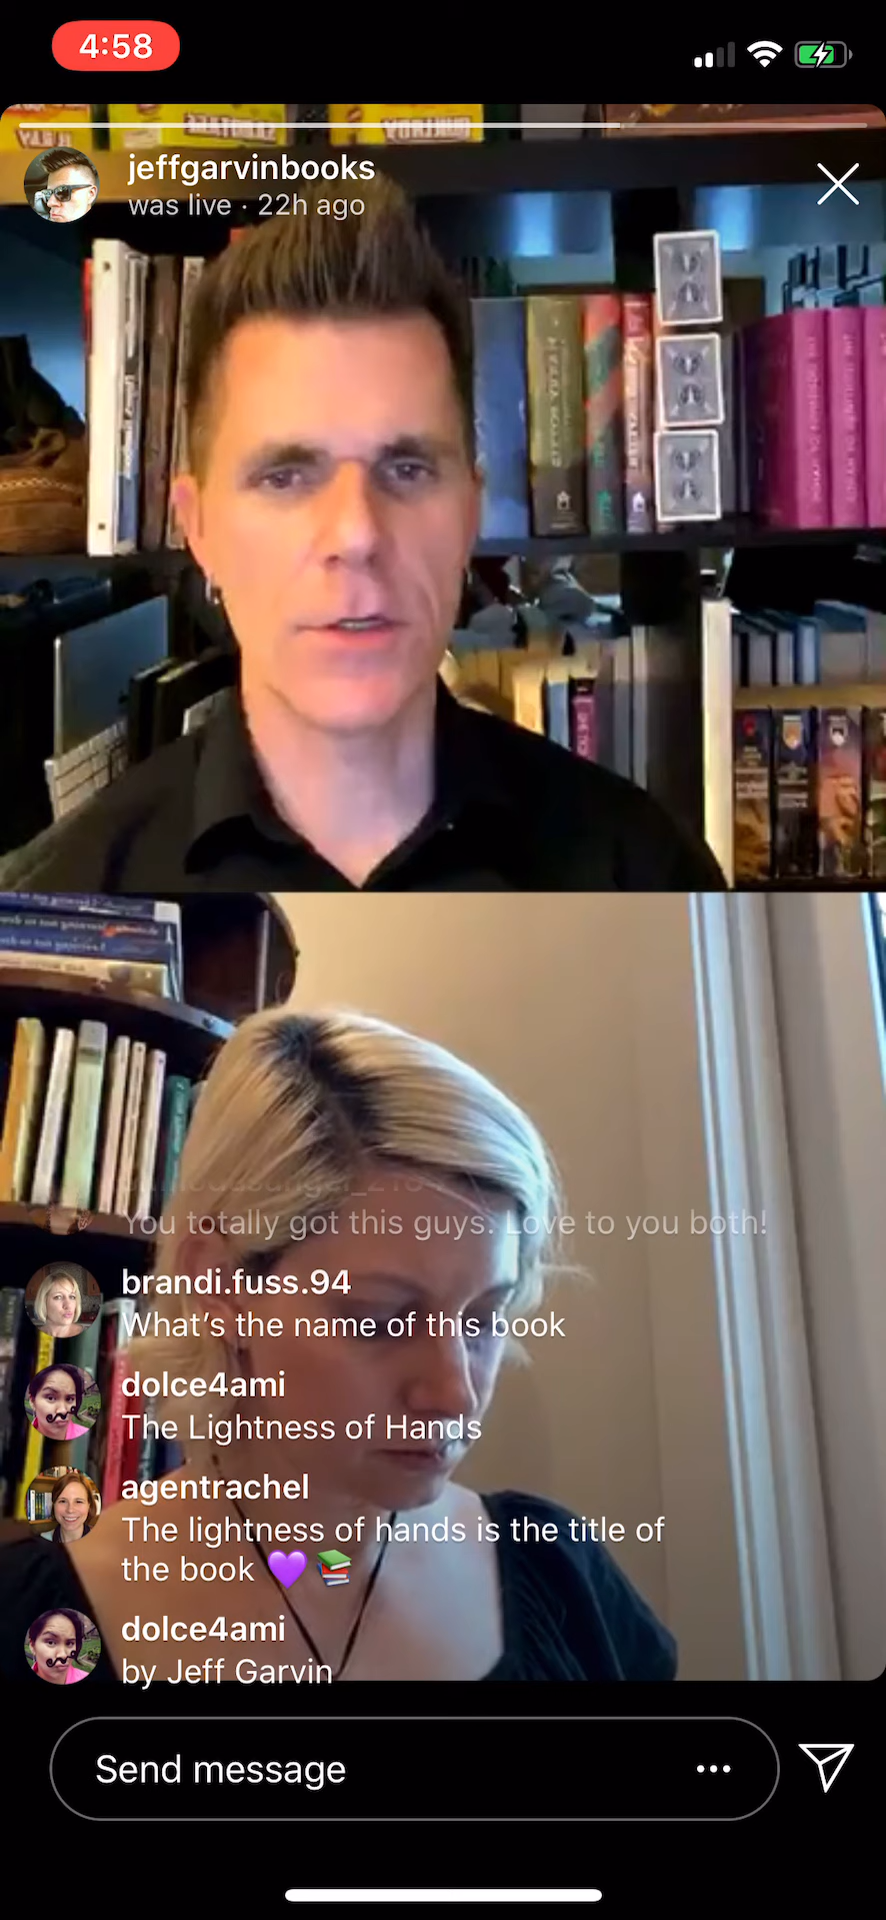 4:58
jeffgarvinbooks
was live · 22h ago
You totally got this guys. Love to you both!
brandi.fuss.94
What's the name of this book
dolce4ami
The Lightness of Hands
agentrachel
The lightness of hands is the title of
the book 💜 📚
dolce4ami
by Jeff Garvin
Send message